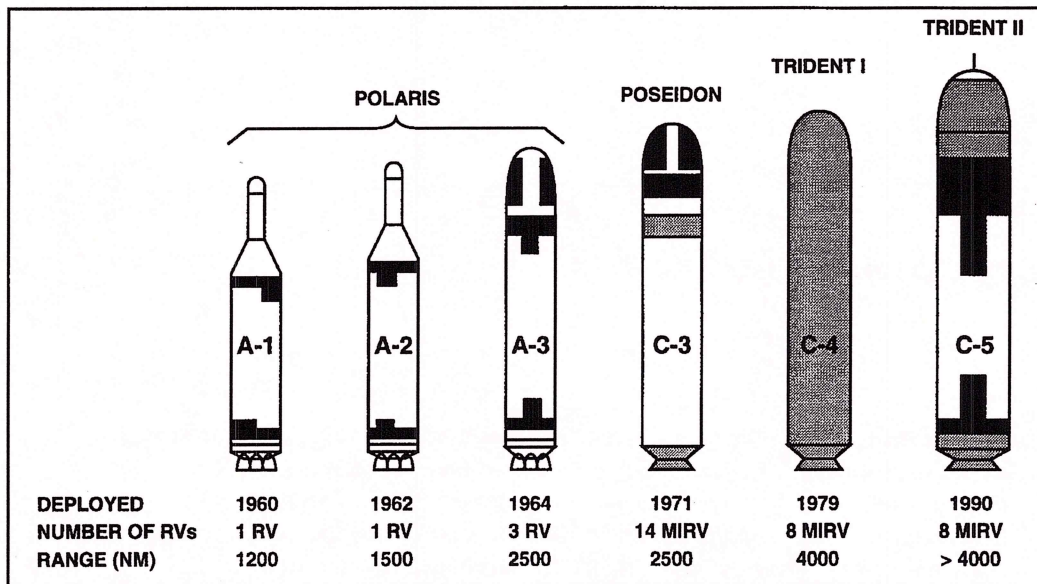 TRIDENT II
TRIDENT I
POLARIS
POSEIDON
A-1 A-2 A-3 C-3 C-4 C-5
DEPLOYED 1960 1962 1964 1971 1979 1990
NUMBER OF RVs 1 RV 1 RV 3 RV 14 MIRV 8 MIRV 8 MIRV
RANGE (NM) 1200 1500 2500 2500 4000 > 4000